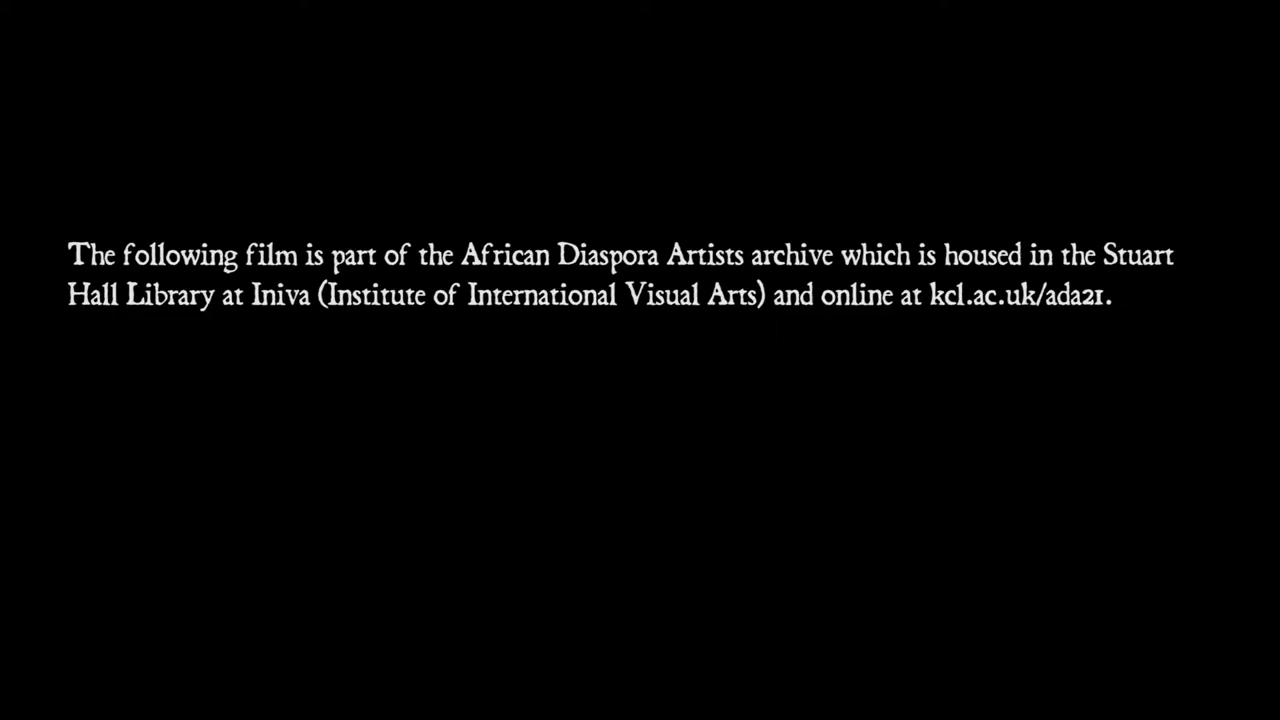 The following film is part of the African Diaspora Artists archive which is housed in the Stuart
Hall Library at Iniva (Institute of International Visual Arts) and online at kcl.ac.uk/ada21.